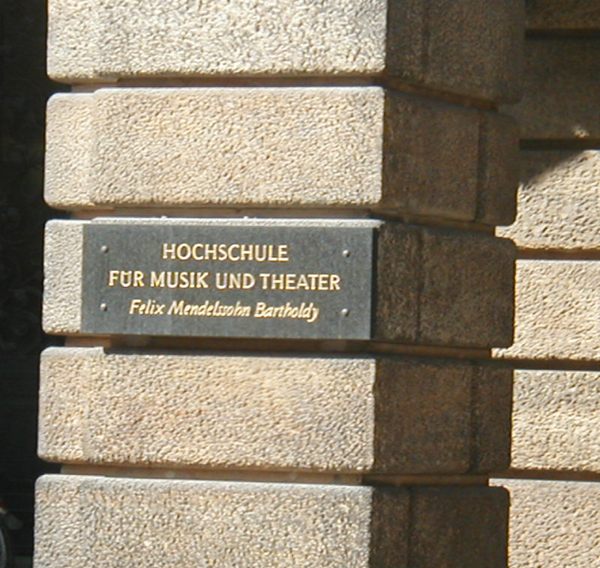 HOCHSCHULE
FÜR MUSIK UND THEATER
Felix Mendelssohn Bartholdy